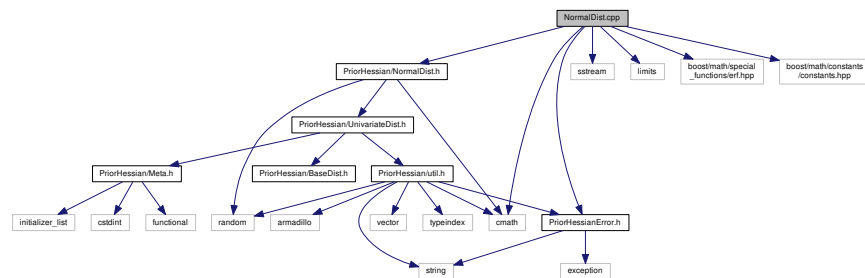 NormalDist.cpp
PriorHessian/NormalDist.h
sstream
limits
boost/math/special
_functions/erf.hpp
boost/math/constants
/constants.hpp
PriorHessian/UnivariateDist.h
PriorHessian/Meta.h
PriorHessian/BaseDist.h
PriorHessian/util.h
initializer_list
cstdint
functional
random
armadillo
vector
typeindex
cmath
PriorHessianError.h
string
exception